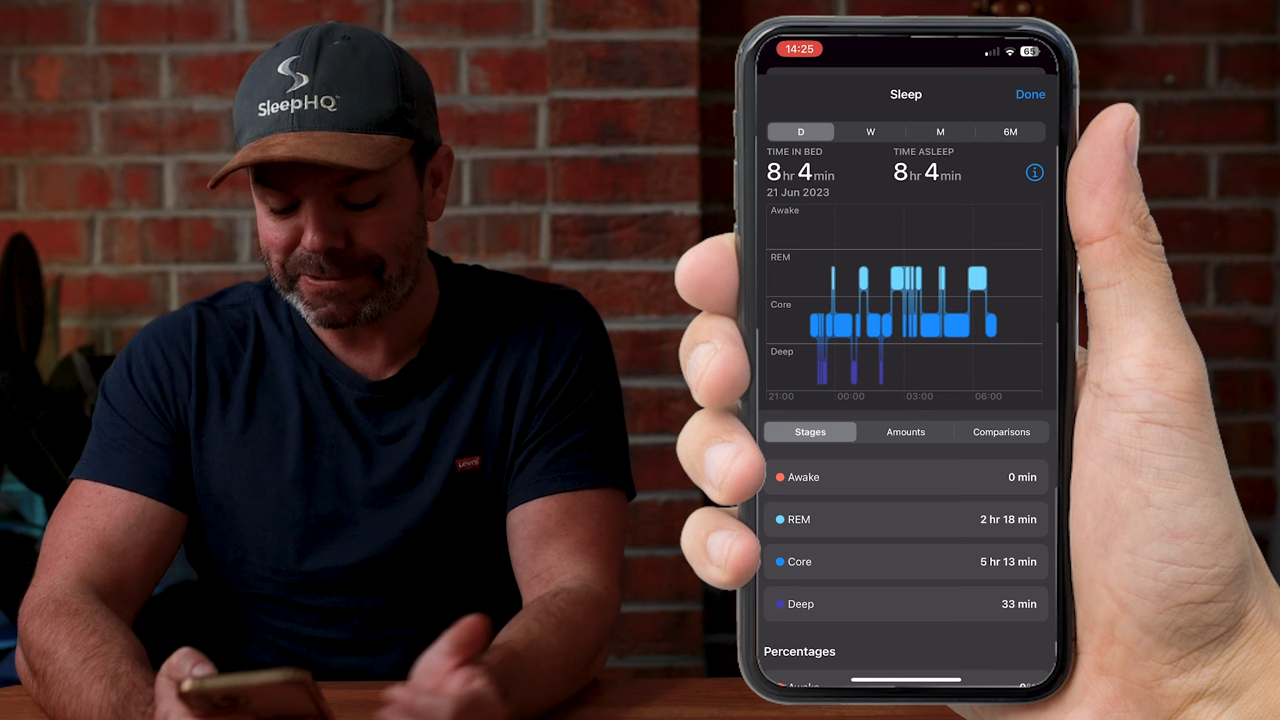 SleepHQ
Levi's
14:25
65
Sleep
Done
D W M 6M
TIME IN BED
8 hr 4 min
21 Jun 2023
TIME ASLEEP
8 hr 4 min
Awake
REM
Core
Deep
21:00 00:00 03:00 06:00
Stages Amounts Comparisons
Awake 0 min
REM 2 hr 18 min
Core 5 hr 13 min
Deep 33 min
Percentages
Awake